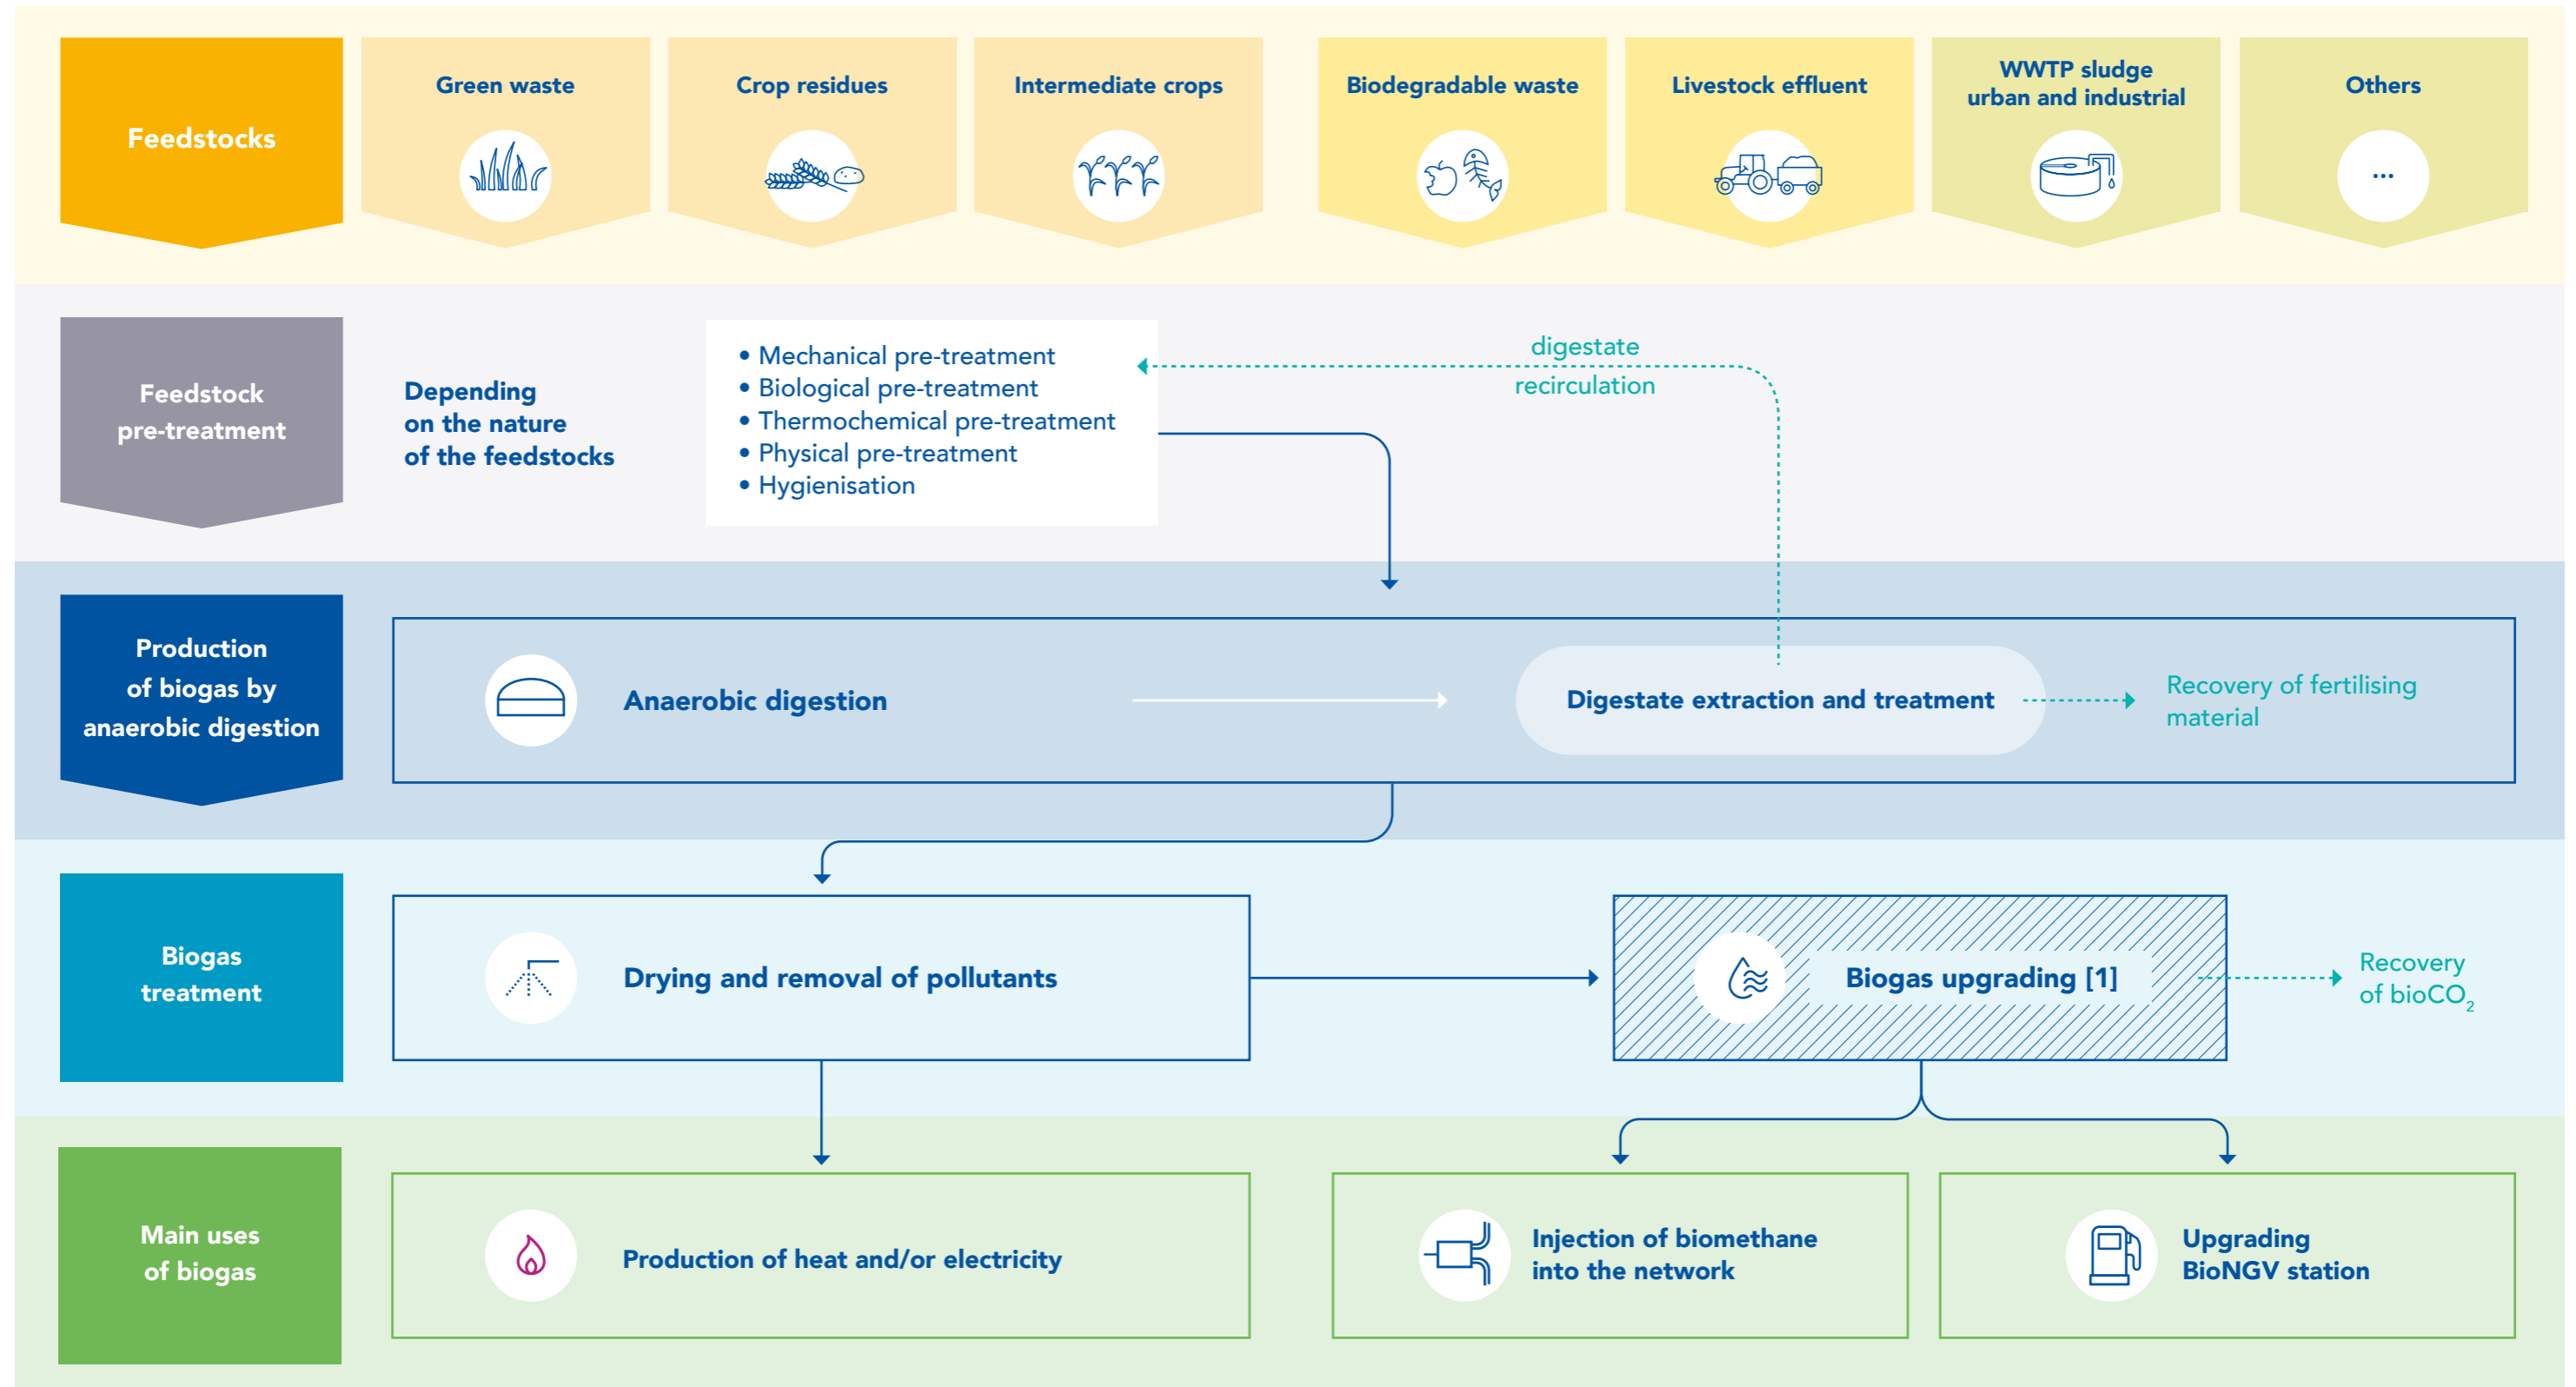 Feedstocks
Green waste
Crop residues
Intermediate crops
Biodegradable waste
Livestock effluent
WWTP sludge
urban and industrial
Others
...
Feedstock
pre-treatment
Depending
on the nature
of the feedstocks
• Mechanical pre-treatment
• Biological pre-treatment
• Thermochemical pre-treatment
• Physical pre-treatment
• Hygienisation
digestate
recirculation
Production
of biogas by
anaerobic digestion
Anaerobic digestion
Digestate extraction and treatment
Recovery of fertilising
material
Biogas
treatment
Drying and removal of pollutants
Biogas upgrading [1]
Recovery
of bioCO₂
Main uses
of biogas
Production of heat and/or electricity
Injection of biomethane
into the network
Upgrading
BioNGV station